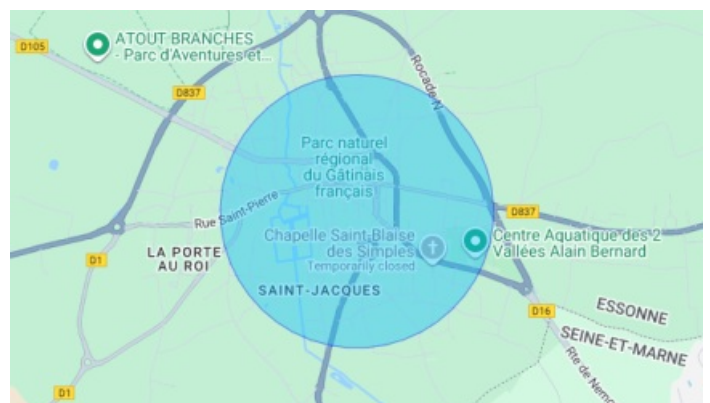 ATOUT BRANCHES
- Parc d'Aventures et...
D105
D837
Rocade N
Parc naturel
régional
du Gâtinais
français
Rue Saint-Pierre
D837
Chapelle Saint-Blaise
des Simples
Temporarily closed
Centre Aquatique des 2
Vallées Alain Bernard
LA PORTE
AU ROI
D1
SAINT-JACQUES
D16
ESSONNE
SEINE-ET-MARNE
Rte de Nemo
D1